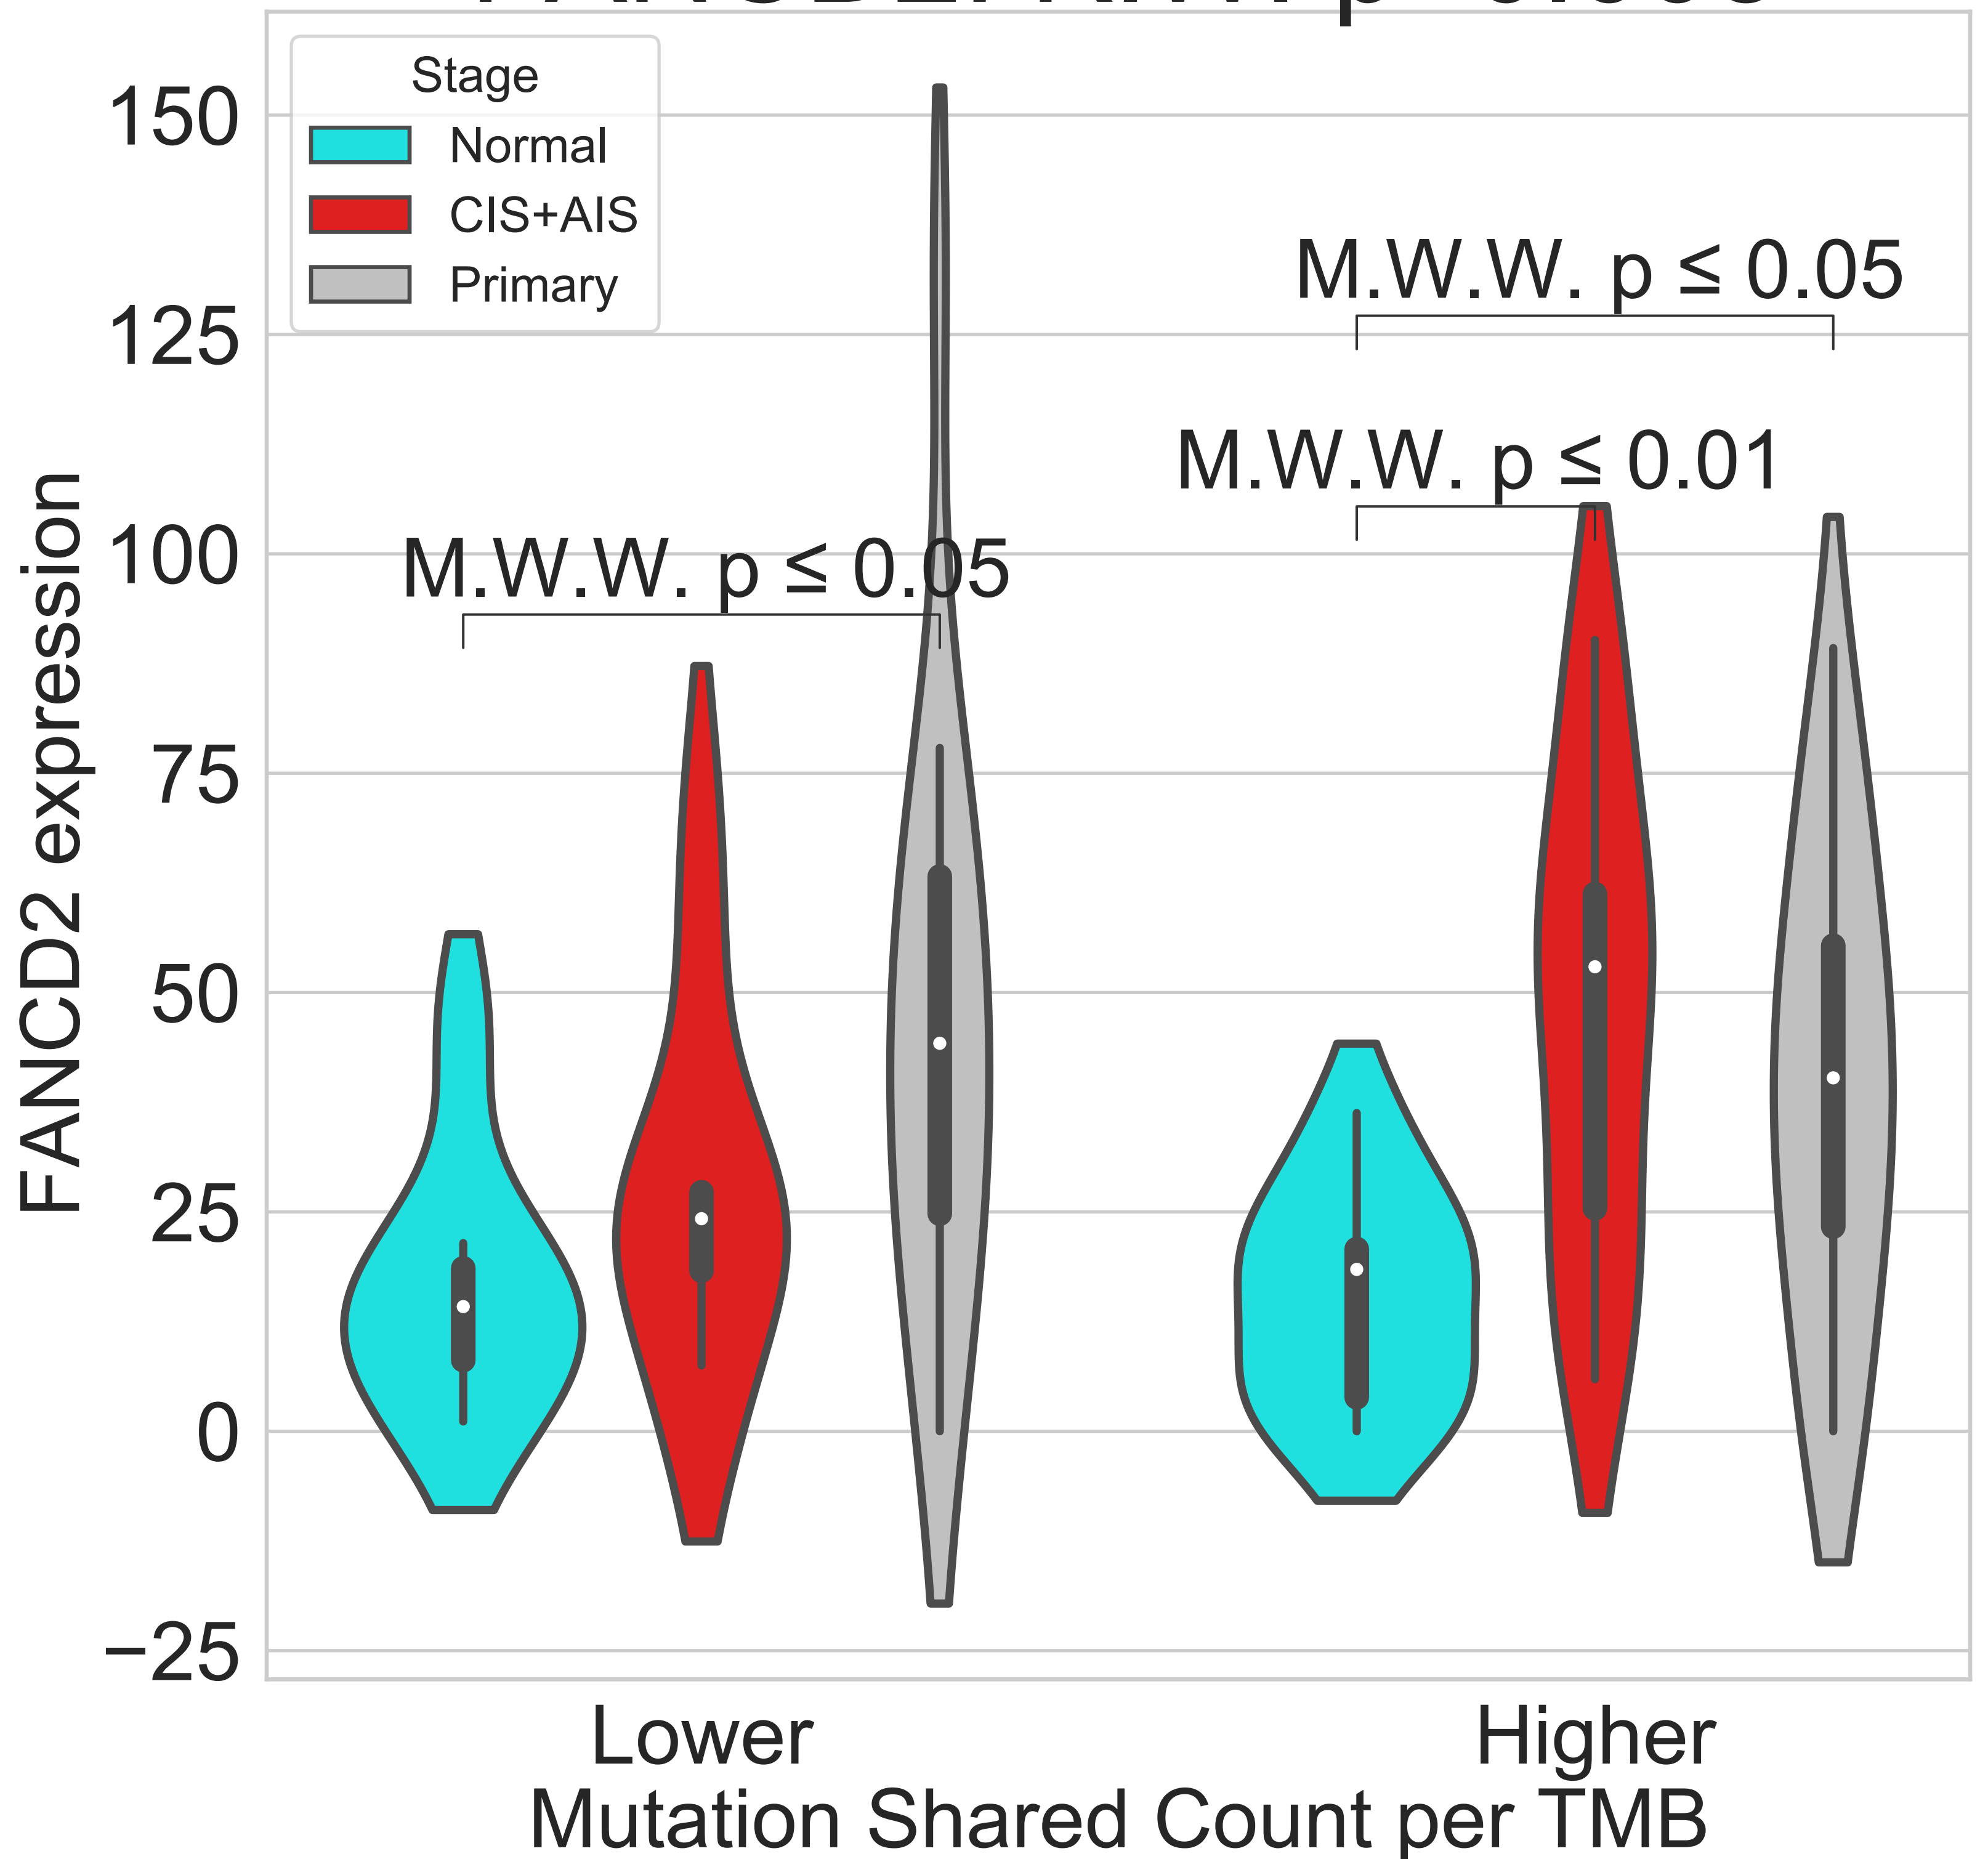 Stage
Normal
CIS+AIS
Primary
150
125
100
75
50
25
0
−25
FANCD2 expression
M.W.W. p ≤ 0.05
M.W.W. p ≤ 0.01
M.W.W. p ≤ 0.05
Lower
Higher
Mutation Shared Count per TMB